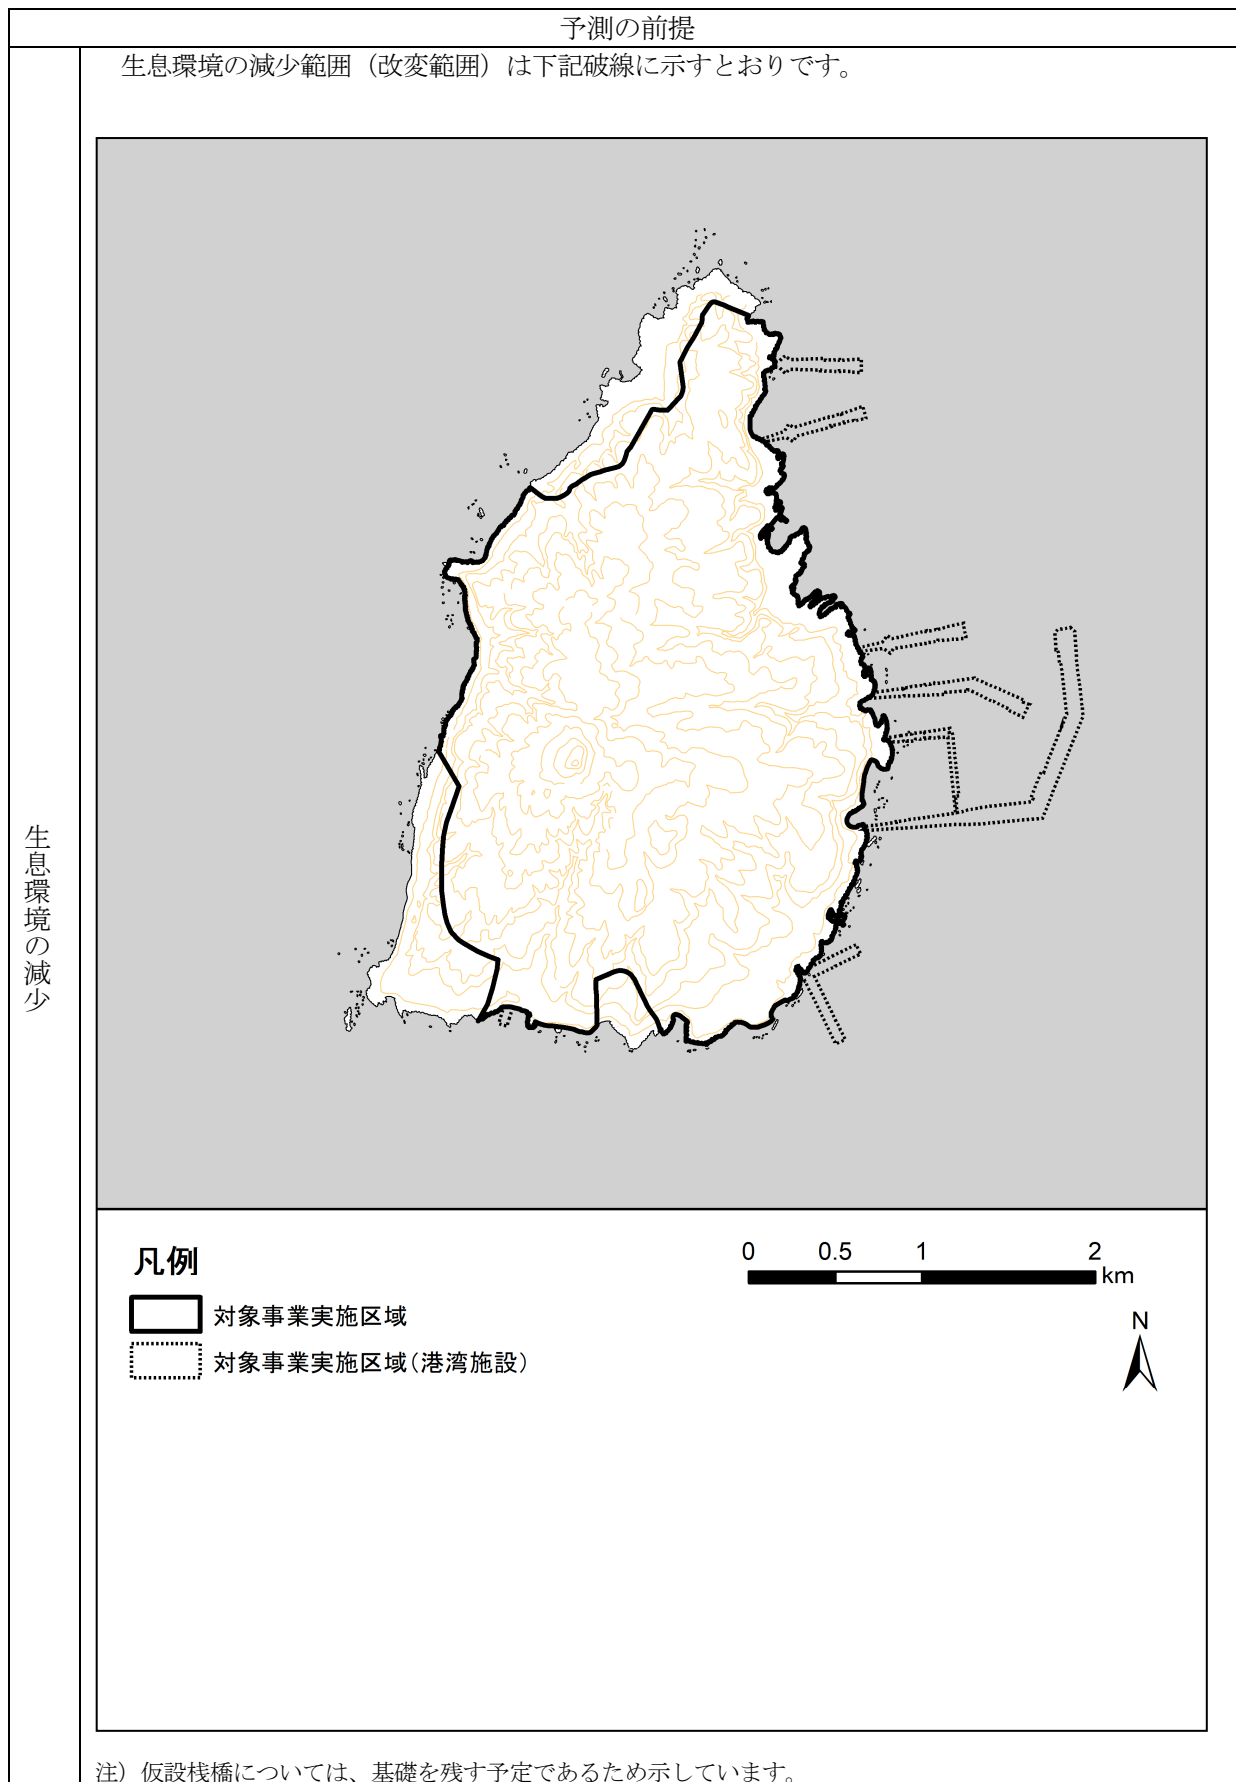 予測の前提
生息環境の減少範囲（改変範囲）は下記破線に示すとおりです。
生息環境の減少
凡例
対象事業実施区域
対象事業実施区域（港湾施設）
0 0.5 1 2
km
N
注）仮設桟橋については、基礎を残す予定であるため示しています。